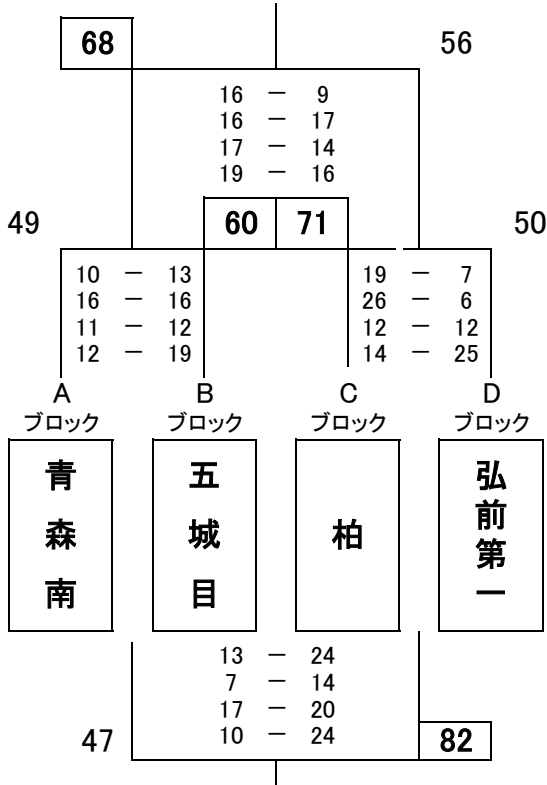 68 56
16 － 9
16 － 17
17 － 14
19 － 16
49 60 71 50
10 － 13 19 － 7
16 － 16 26 － 6
11 － 12 12 － 12
12 － 19 14 － 25
A B C D
ブロック ブロック ブロック ブロック
青森南
五城目
柏
弘前第一
13 － 24
7 － 14
17 － 20
10 － 24
47 82